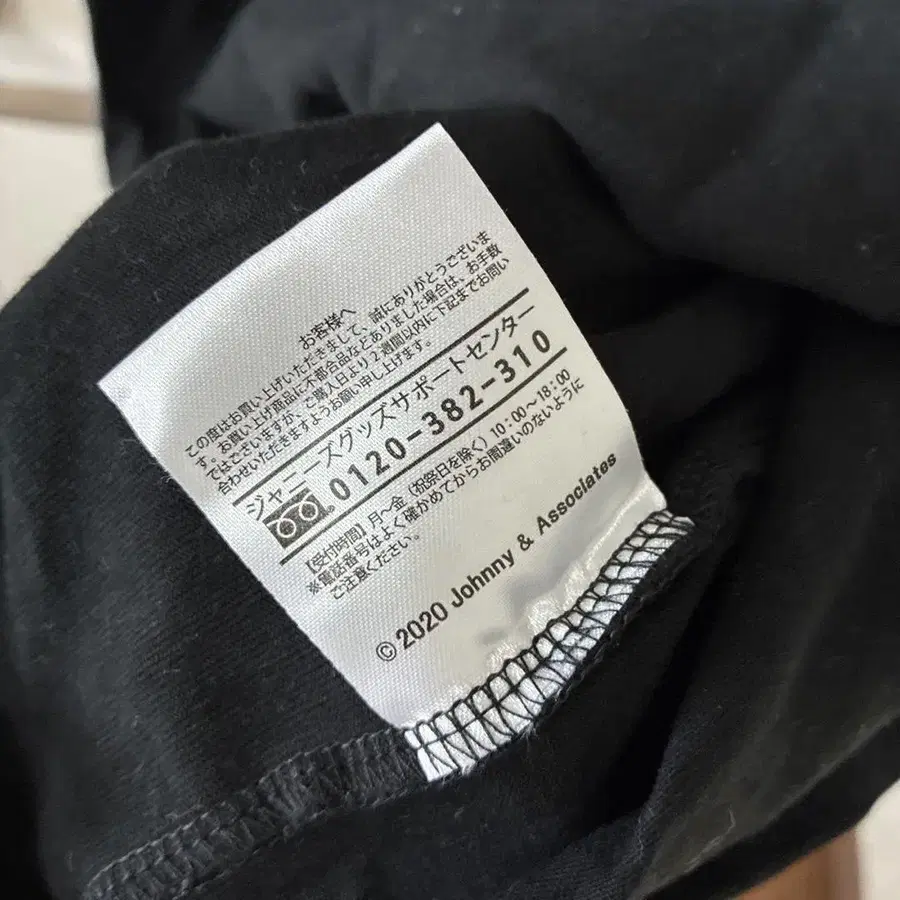 お客様へ
この度はお買い上げいただきまして、誠にありがとうございま
す。お買い上げ商品に不都合品などありました場合は、お手数
ではございますが、ご購入日より2週間以内に下記までお問い
合わせいただきますようお願い申し上げます。
ジャニーズグッズサポートセンター
0120-382-310
【受付時間】月〜金（祝祭日を除く）10:00〜18:00
※電話番号はよく確かめてからお間違いのないように
ご注意ください。
© 2020 Johnny & Associates